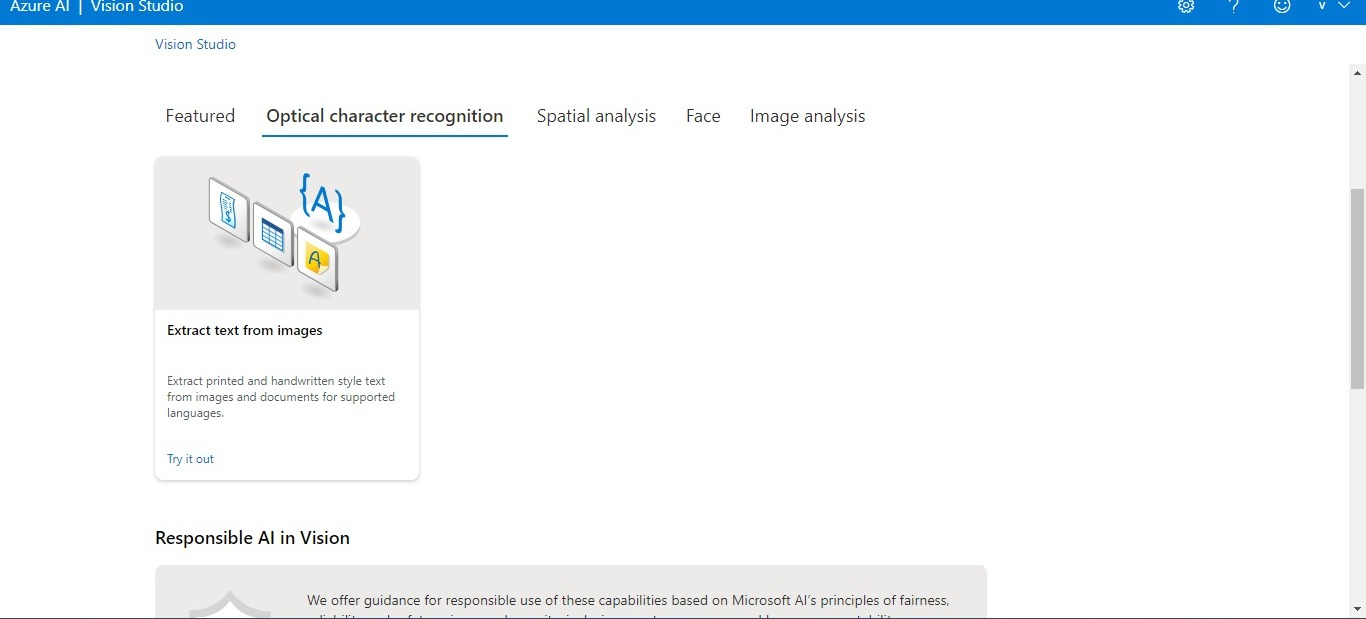 Azure AI | Vision Studio
v
Vision Studio
Featured Optical character recognition Spatial analysis Face Image analysis
{A}
A
Extract text from images
Extract printed and handwritten style text
from images and documents for supported
languages.
Try it out
Responsible AI in Vision
We offer guidance for responsible use of these capabilities based on Microsoft AI's principles of fairness,